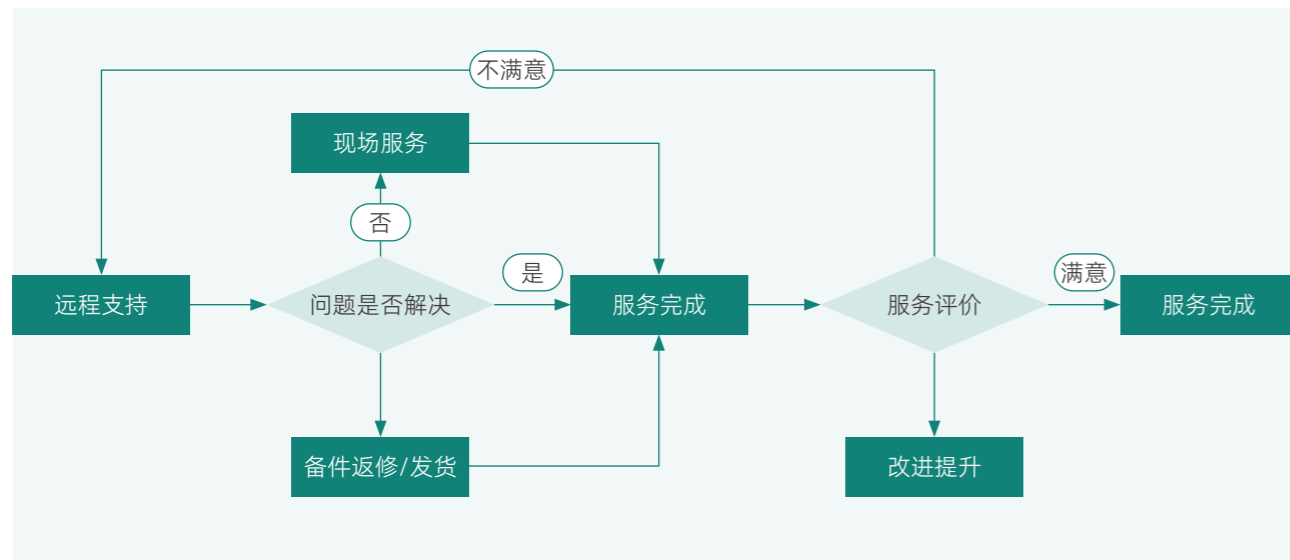 不满意
现场服务
否
是
满意
远程支持
问题是否解决
服务完成
服务评价
服务完成
备件返修/发货
改进提升